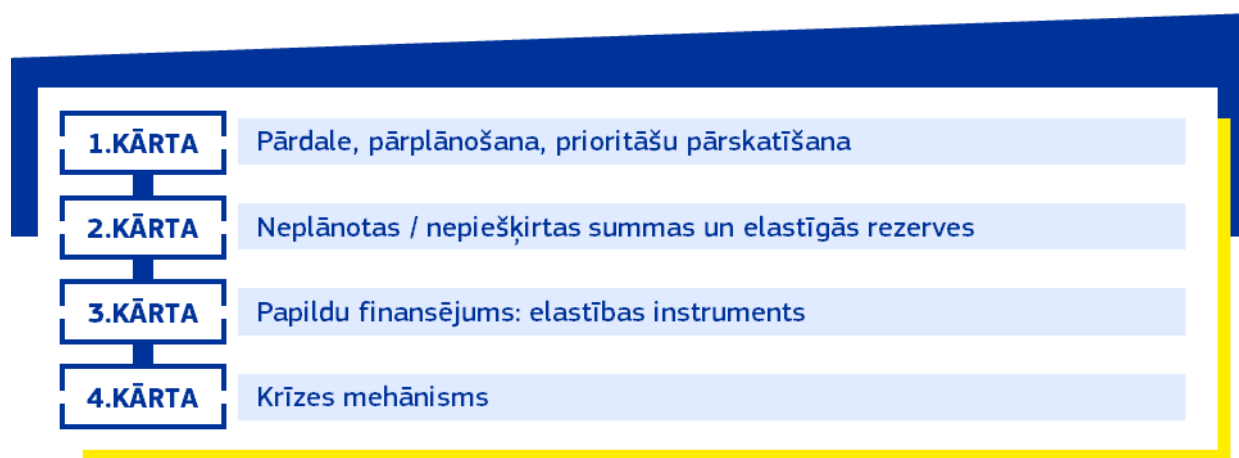 1.KĀRTA Pārdale, pārplānošana, prioritāšu pārskatīšana
2.KĀRTA Neplānotas / nepiešķirtas summas un elastīgās rezerves
3.KĀRTA Papildu finansējums: elastības instruments
4.KĀRTA Krīzes mehānisms